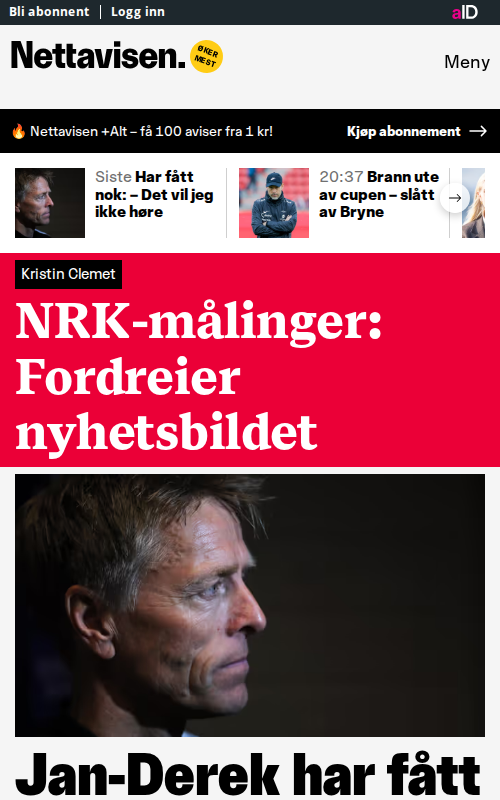 Bli abonnent
Logg inn
aID
Nettavisen.
ØKER
MEST
Meny
Nettavisen +Alt – få 100 aviser fra 1 kr!
Kjøp abonnement
Siste Har fått
nok: – Det vil jeg
ikke høre
20:37 Brann ute
av cupen – slått
av Bryne
Kristin Clemet
NRK-målinger:
Fordreier
nyhetsbildet
Jan-Derek har fått